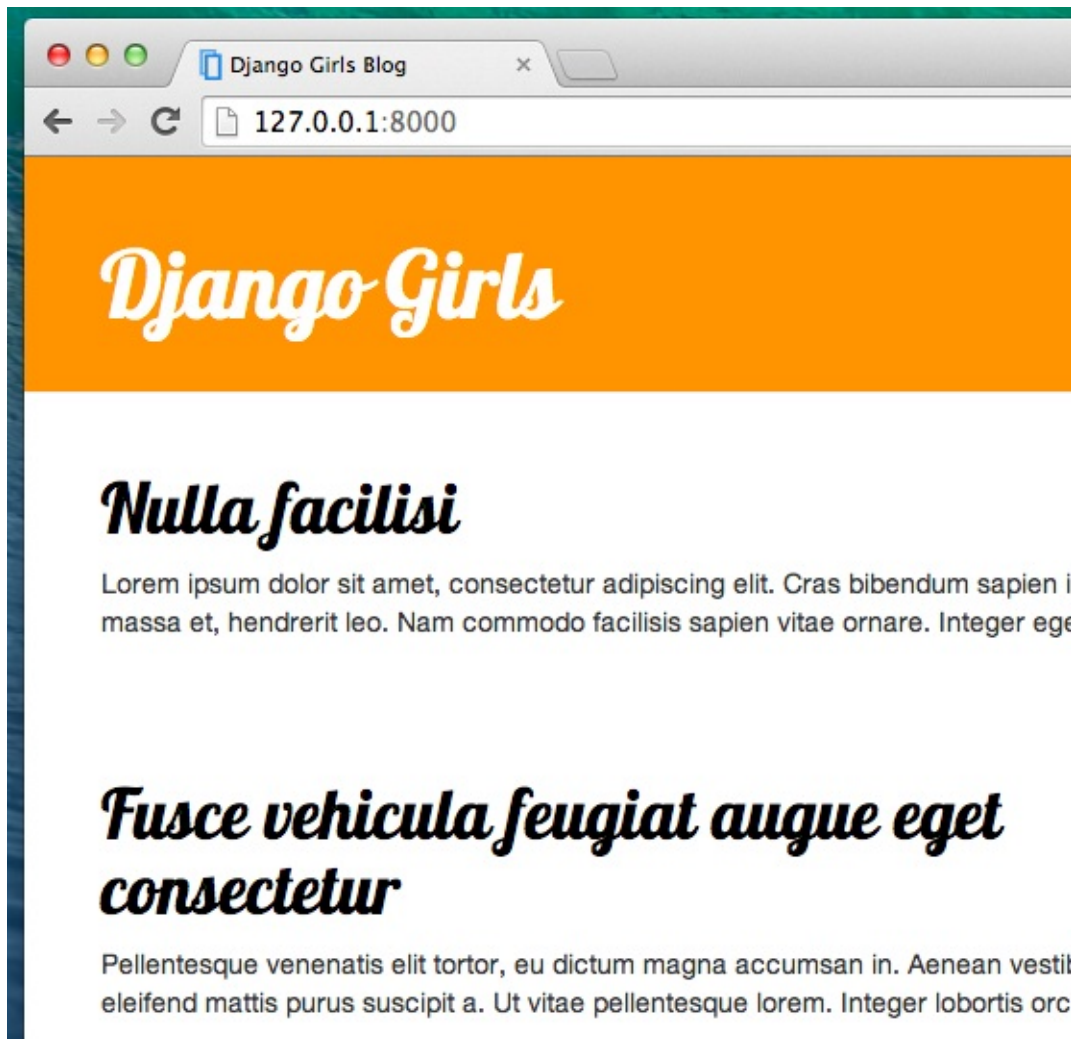 Django Girls Blog
127.0.0.1:8000
Django Girls
Nulla facilisi
Lorem ipsum dolor sit amet, consectetur adipiscing elit. Cras bibendum sapien
massa et, hendrerit leo. Nam commodo facilisis sapien vitae ornare. Integer
Fusce vehicula feugiat augue eget
consectetur
Pellentesque venenatis elit tortor, eu dictum magna accumsan in. Aenean
eleifend mattis purus suscipit a. Ut vitae pellentesque lorem. Integer lobortis